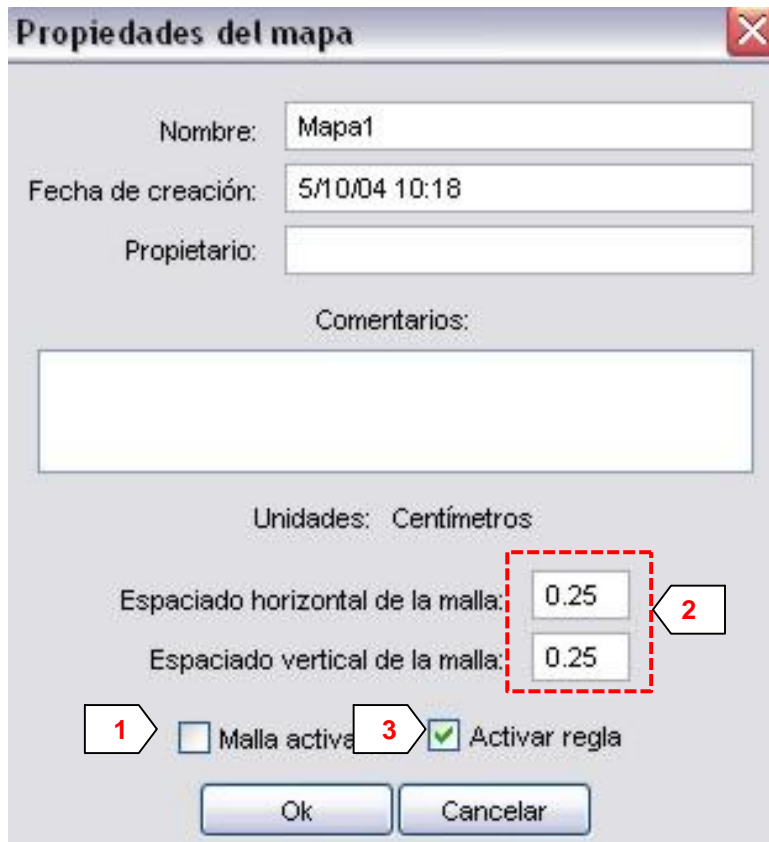 Propiedades del mapa
Nombre: Mapa1
Fecha de creación: 5/10/04 10:18
Propietario:
Comentarios:
Unidades: Centímetros
Espaciado horizontal de la malla: 0.25
2
Espaciado vertical de la malla: 0.25
1 Malla activa 3 Activar regla
Ok Cancelar